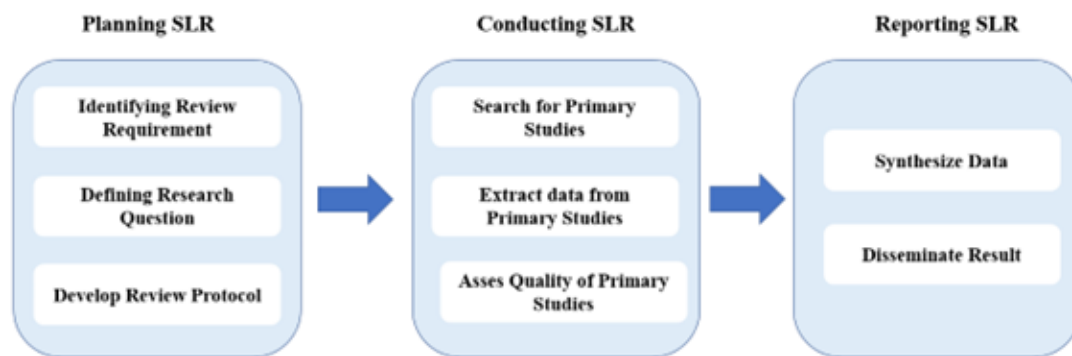 Planning SLR
Identifying Review
Requirement
Defining Research
Question
Develop Review Protocol
Conducting SLR
Search for Primary
Studies
Extract data from
Primary Studies
Asses Quality of Primary
Studies
Reporting SLR
Synthesize Data
Disseminate Result